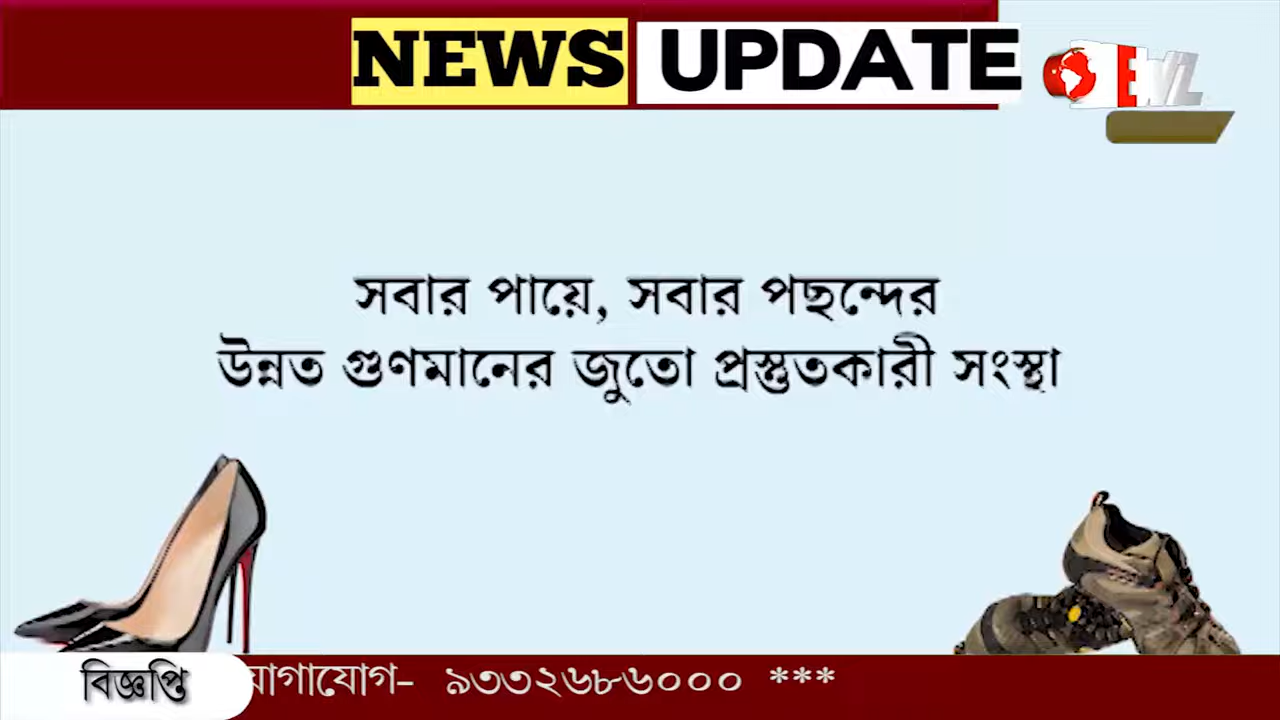 NEWS UPDATE
সবার পায়ে, সবার পছন্দের
উন্নত গুণমানের জুতো প্রস্তুতকারী সংস্থা
বিজ্ঞপ্তি
৯৩৩২৬৮৬০০০ ***